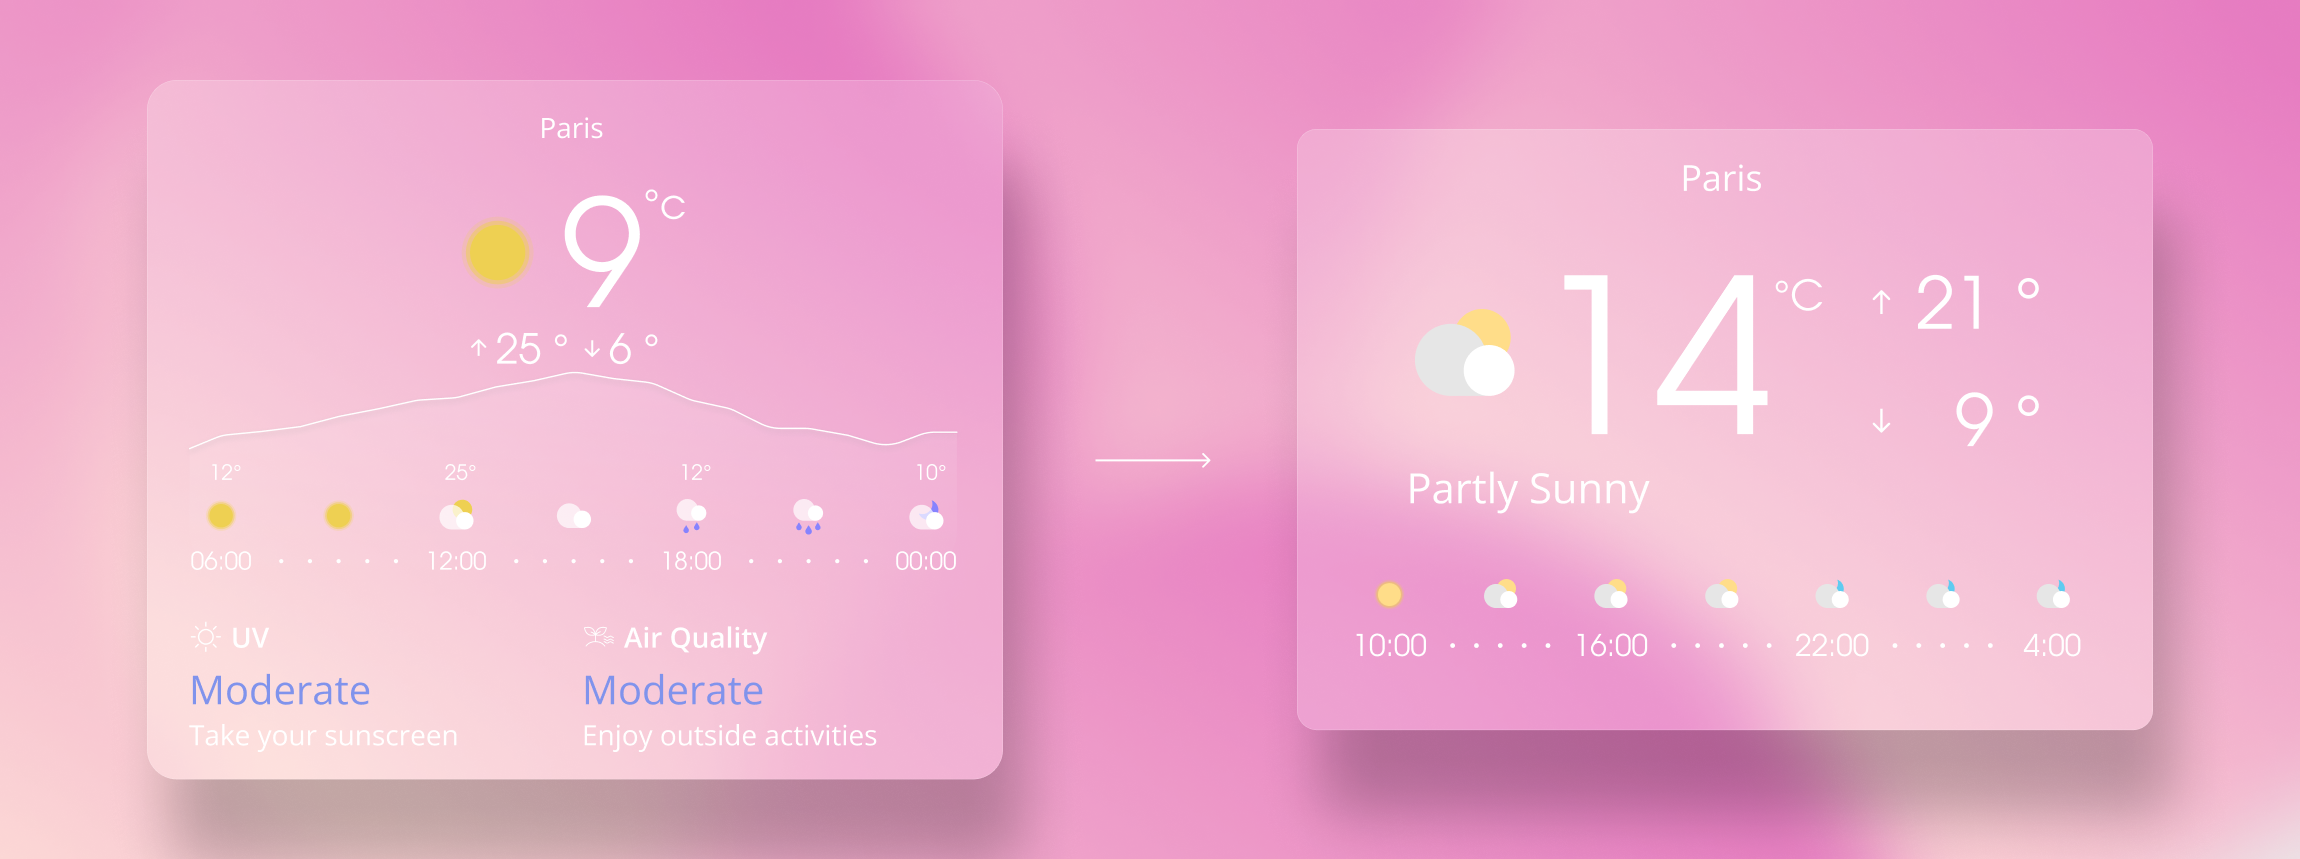 Paris
9 °C
↑ 25 ° ↓ 6 °
12° 25° 12° 10°
06:00 · · · · · 12:00 · · · · · 18:00 · · · · · 00:00
UV
Moderate
Take your sunscreen
Air Quality
Moderate
Enjoy outside activities
Paris
14 °C
↑ 21 °
↓ 9 °
Partly Sunny
10:00 · · · · · 16:00 · · · · · 22:00 · · · · · 4:00